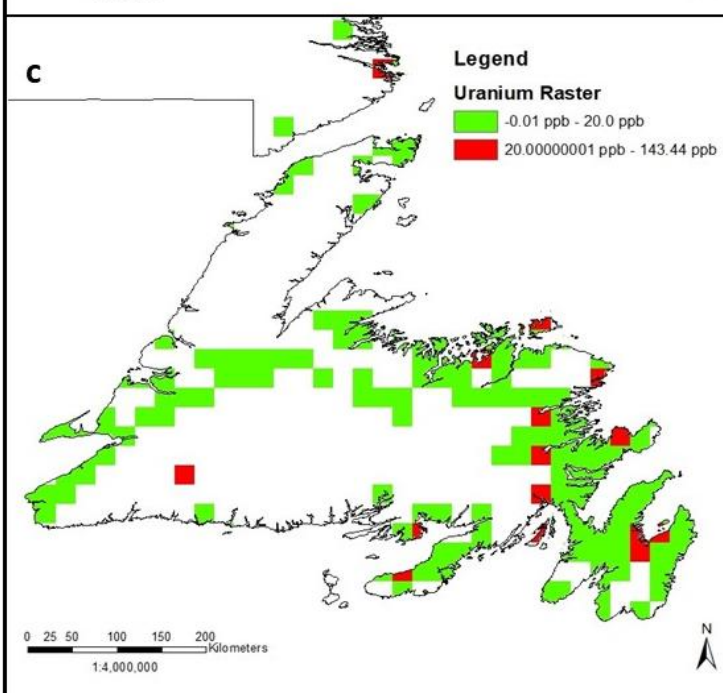 c
Legend
Uranium Raster
-0.01 ppb - 20.0 ppb
20.00000001 ppb - 143.44 ppb
0 25 50 100 150 200
Kilometers
1:4,000,000
N